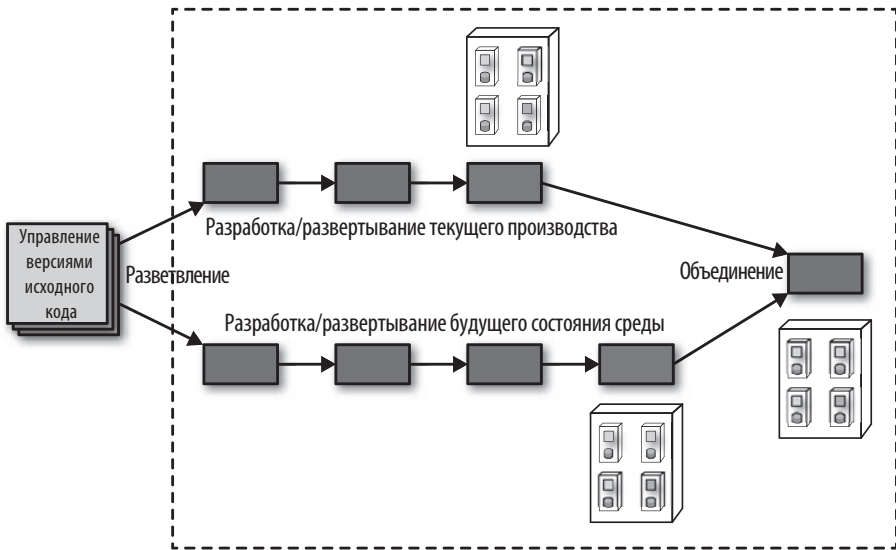 Разработка/развертывание текущего производства
Управление
версиями
исходного
кода
Разветвление
Объединение
Разработка/развертывание будущего состояния среды